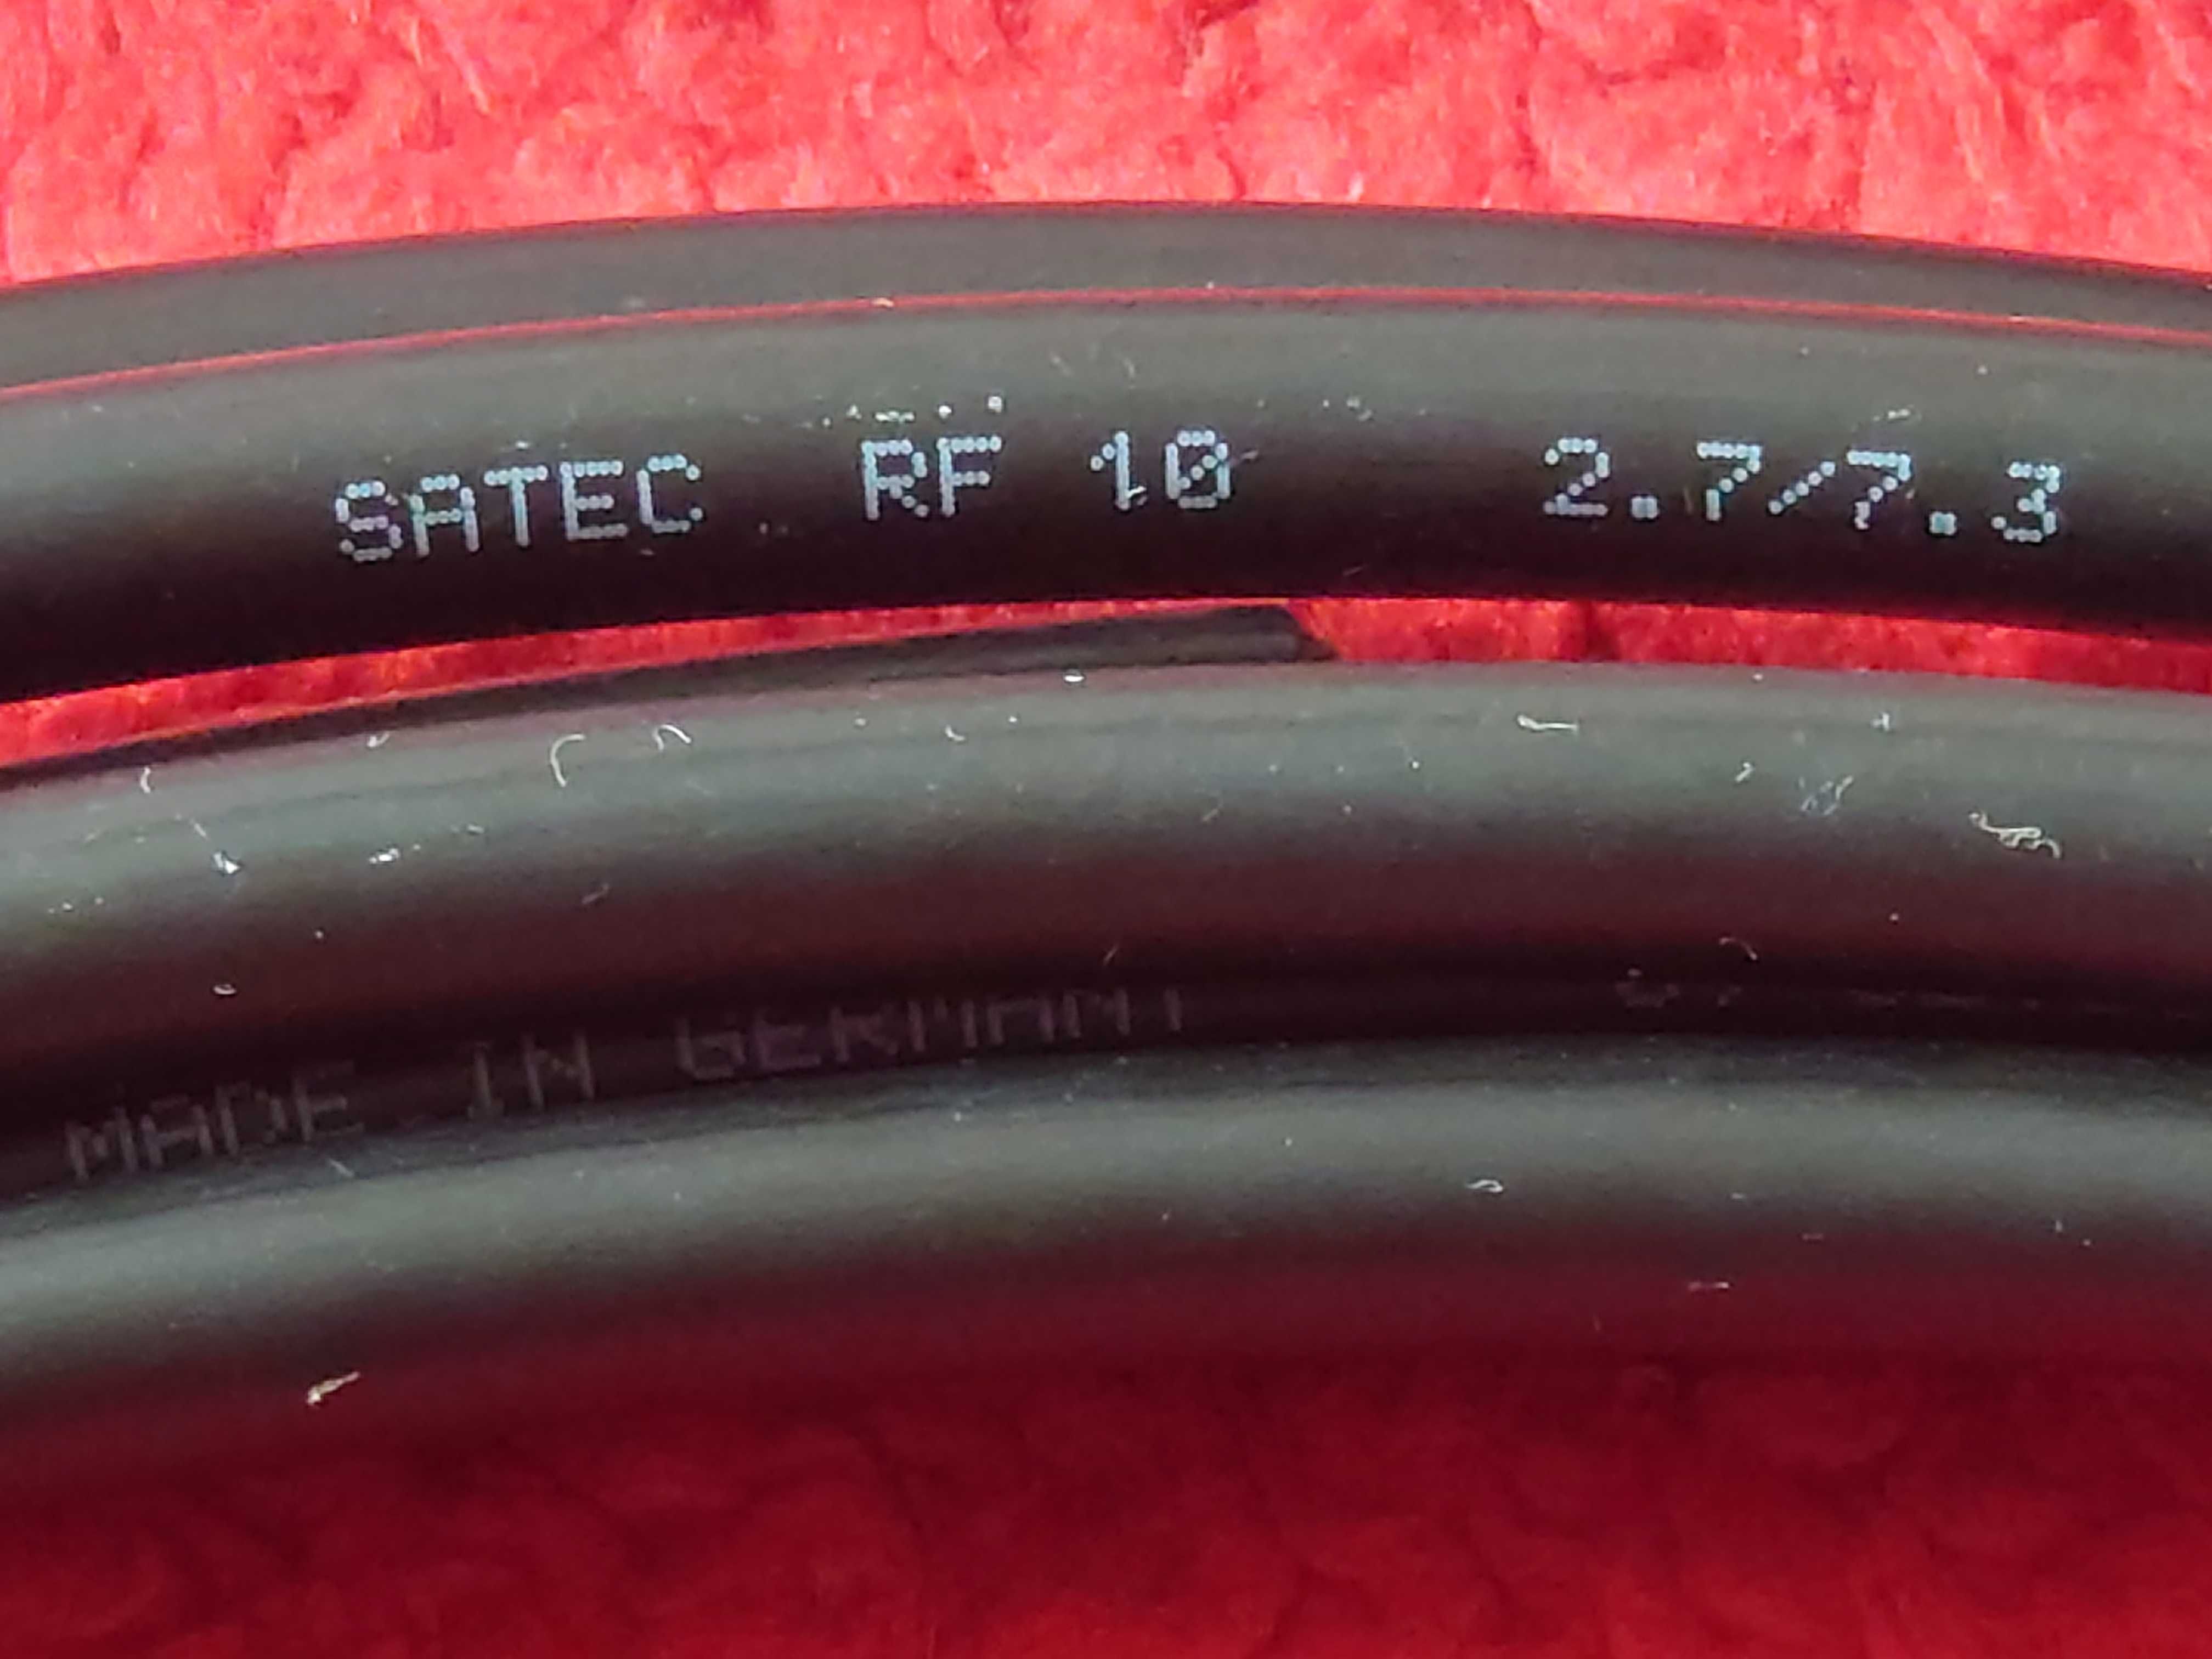 SATEC RF 10 2.7/7.3
MADE IN GERMANY